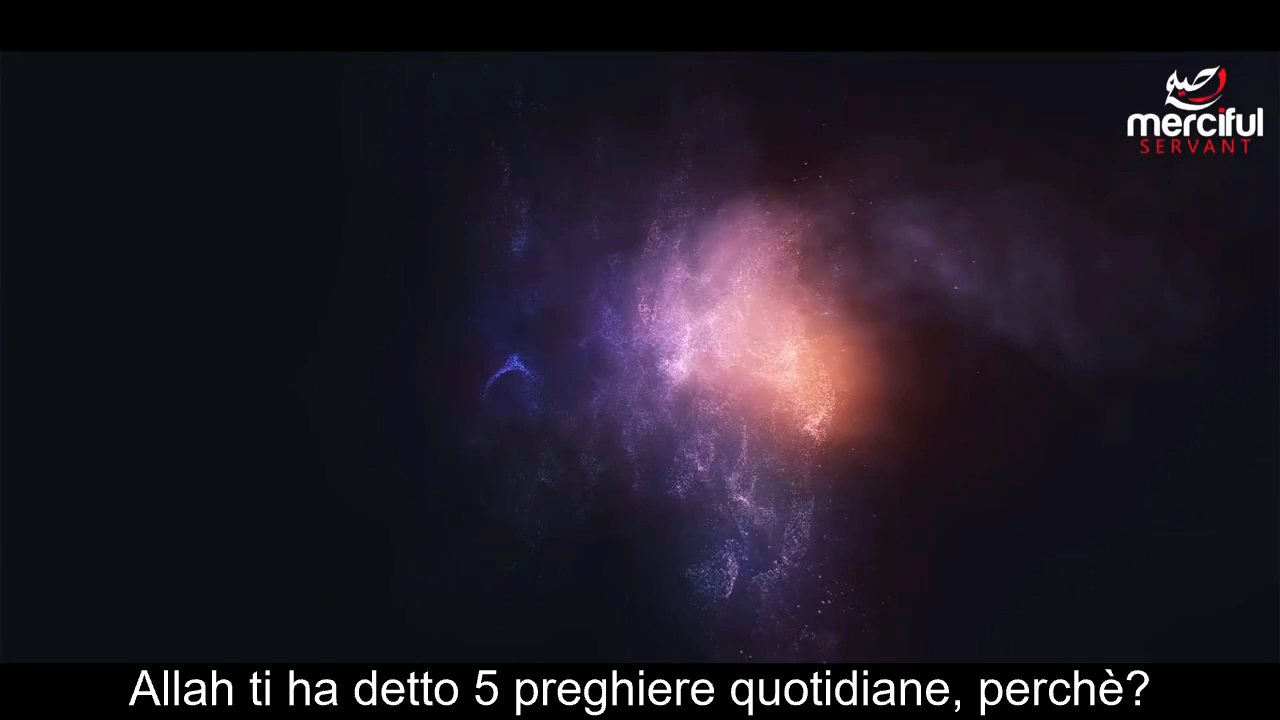 merciful
SERVANT
Allah ti ha detto 5 preghiere quotidiane, perchè?